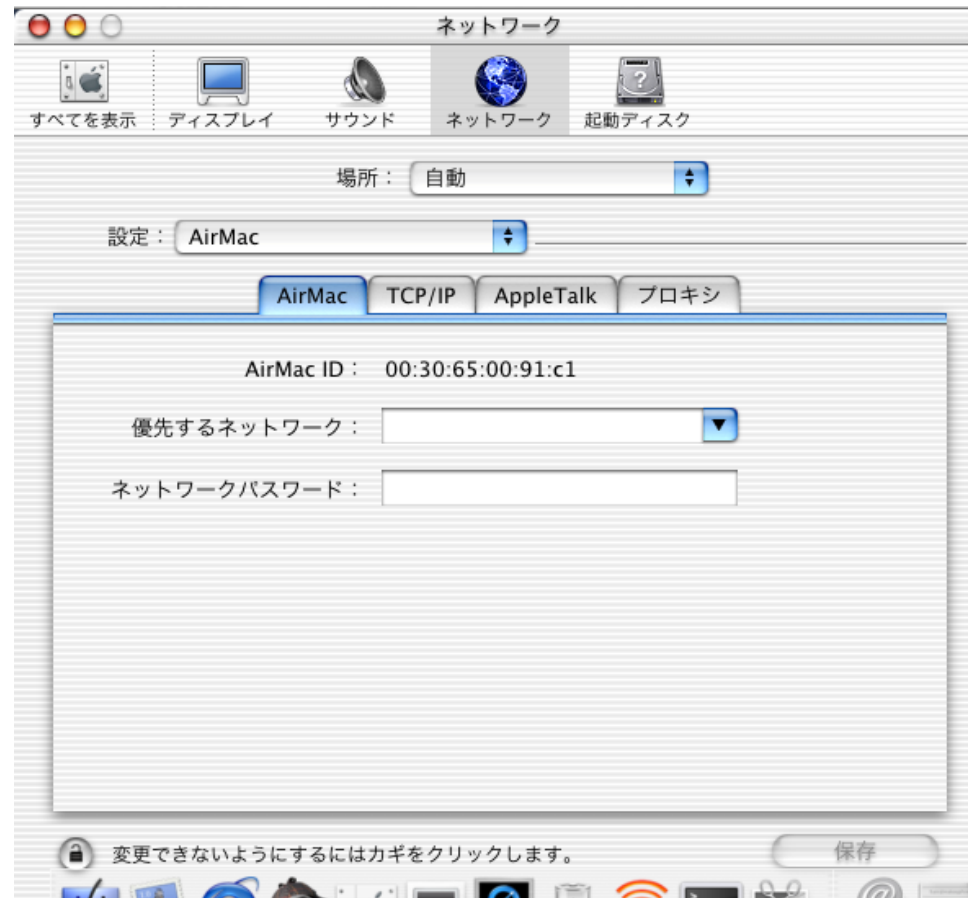 ネットワーク
すべてを表示 ディスプレイ サウンド ネットワーク 起動ディスク
場所： 自動
設定： AirMac
AirMac TCP/IP AppleTalk プロキシ
AirMac ID： 00:30:65:00:91:c1
優先するネットワーク：
ネットワークパスワード：
変更できないようにするにはカギをクリックします。 保存